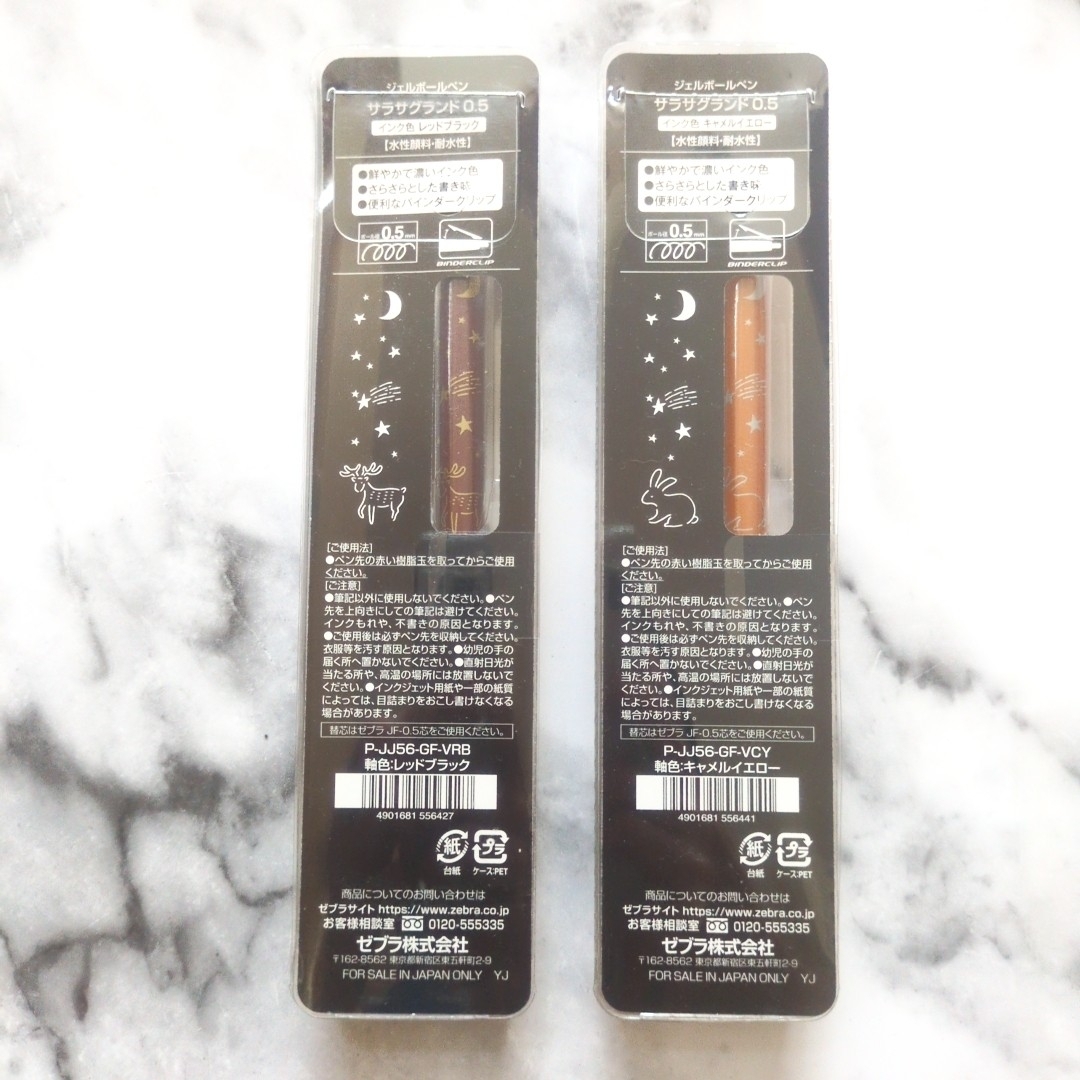 ジェルボールペン
サラサグランド0.5
インク色 レッドブラック
【水性顔料・耐水性】
●鮮やかで濃いインク色
●さらさらとした書き味
●便利なバインダークリップ
ボール径 0.5mm
BINDERCLIP
[ご使用法]
●ペン先の赤い樹脂玉を取ってからご使用
ください。
[ご注意]
●筆記以外に使用しないでください。●ペン
先を上向きにしての筆記は避けてください。
インクもれや、不書きの原因となります。
●ご使用後は必ずペン先を収納してください。
衣服等を汚す原因となります。●幼児の手の
届く所へ置かないでください。●直射日光が
当たる所や、高温の場所には放置しないで
ください。●インクジェット用紙や一部の紙質
によっては、目詰まりをおこし書けなくなる
場合があります。
替芯はゼブラ JF-0.5芯をご使用ください。
P-JJ56-GF-VRB
軸色:レッドブラック
4901681 556427
紙
台紙
プラ
ケース:PET
商品についてのお問い合わせは
ゼブラサイト https://www.zebra.co.jp
お客様相談室 0120-555335
ゼブラ株式会社
〒162-8562 東京都新宿区東五軒町2-9
FOR SALE IN JAPAN ONLY YJ
ジェルボールペン
サラサグランド0.5
インク色 キャメルイエロー
【水性顔料・耐水性】
●鮮やかで濃いインク色
●さらさらとした書き味
●便利なバインダークリップ
ボール径 0.5mm
BINDERCLIP
[ご使用法]
●ペン先の赤い樹脂玉を取ってからご使用
ください。
[ご注意]
●筆記以外に使用しないでください。●ペン
先を上向きにしての筆記は避けてください。
インクもれや、不書きの原因となります。
●ご使用後は必ずペン先を収納してください。
衣服等を汚す原因となります。●幼児の手の
届く所へ置かないでください。●直射日光が
当たる所や、高温の場所には放置しないで
ください。●インクジェット用紙や一部の紙質
によっては、目詰まりをおこし書けなくなる
場合があります。
替芯はゼブラ JF-0.5芯をご使用ください。
P-JJ56-GF-VCY
軸色:キャメルイエロー
4901681 556441
紙
台紙
プラ
ケース:PET
商品についてのお問い合わせは
ゼブラサイト https://www.zebra.co.jp
お客様相談室 0120-555335
ゼブラ株式会社
〒162-8562 東京都新宿区東五軒町2-9
FOR SALE IN JAPAN ONLY YJ